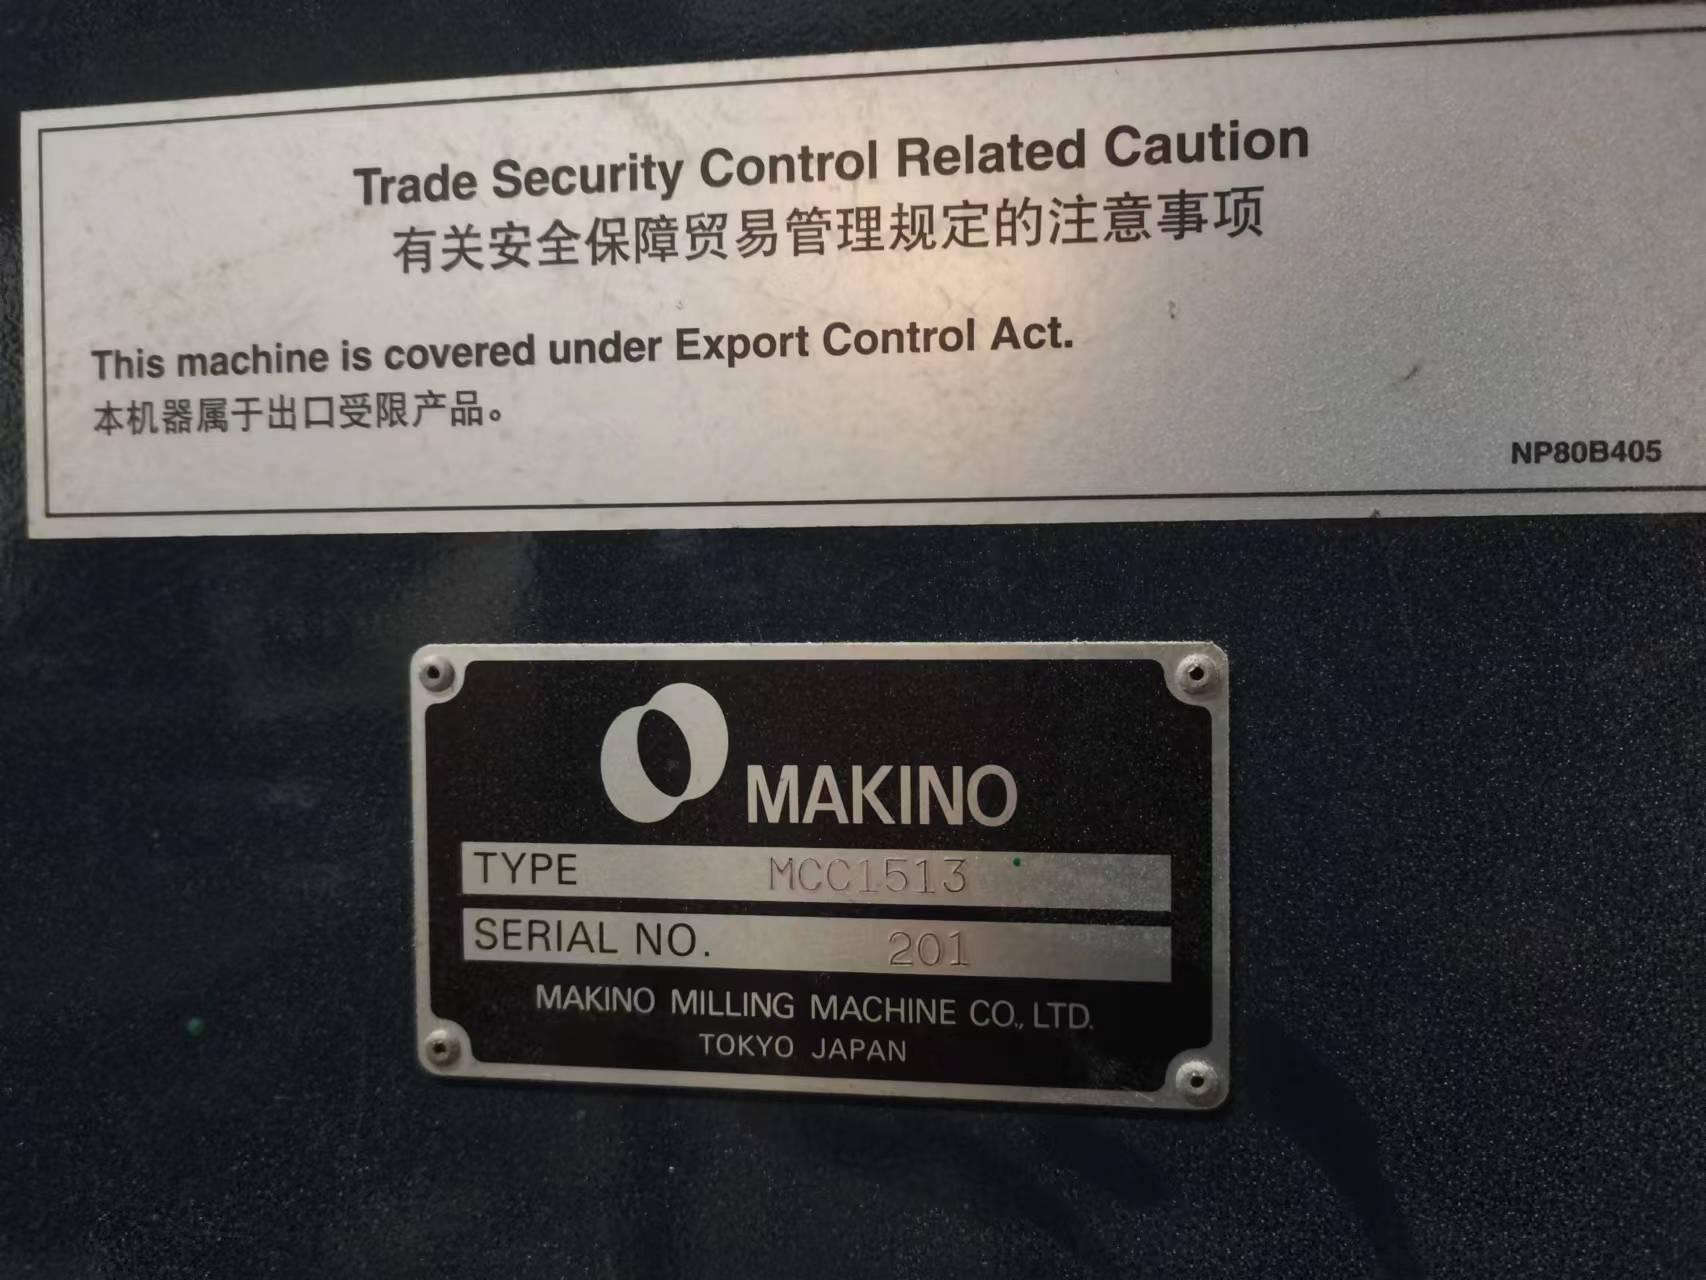 Trade Security Control Related Caution
有关安全保障贸易管理规定的注意事项
This machine is covered under Export Control Act.
本机器属于出口受限产品。
NP80B405
MAKINO
TYPE MCC1513
SERIAL NO. 201
MAKINO MILLING MACHINE CO., LTD.
TOKYO JAPAN